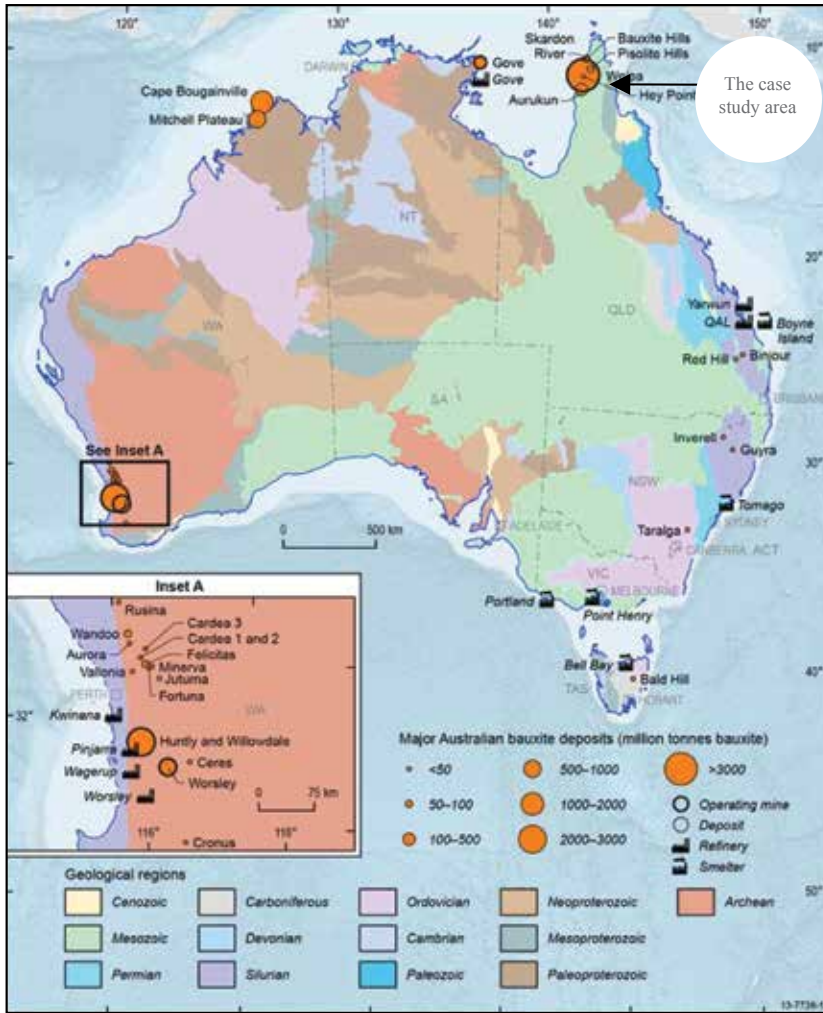 120°
130°
140°
150°
10°
20°
30°
40°
50°
Skardon
River
Bauxite Hills
Pisolite Hills
Hey Point
Aurukun
The case
study area
DARWIN
Gove
Gove
Cape Bougainville
Mitchell Plateau
NT
WA
QLD
SA
NSW
VIC
TAS
ACT
Yarwun
QAL
Boyne
Island
Red Hill
Binjour
BRISBANE
Inverell
Guyra
Tomago
SYDNEY
Taralga
CANBERRA
ADELAIDE
MELBOURNE
Portland
Point Henry
Bell Bay
Bald Hill
HOBART
See Inset A
0
500 km
Inset A
Rusina
Wandoo
Cardea 3
Aurora
Cardea 1 and 2
Felicitas
Vallonia
Minerva
Juturna
Fortuna
PERTH
WA
32°
Kwinana
Huntly and Willowdale
Pinjarra
Ceres
Wagerup
Worsley
Worsley
0
75 km
116°
Cronus
Major Australian bauxite deposits (million tonnes bauxite)
<50
500–1000
>3000
50–100
1000–2000
Operating mine
Deposit
100–500
2000–3000
Refinery
Smelter
Geological regions
Cenozoic
Carboniferous
Ordovician
Neoproterozoic
Archean
Mesozoic
Devonian
Cambrian
Mesoproterozoic
Permian
Silurian
Paleozoic
Paleoproterozoic